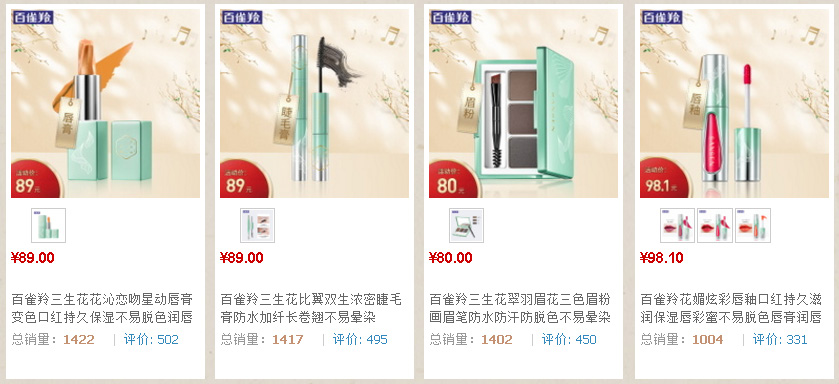 百雀羚
唇膏
活动价:
89元
¥89.00
百雀羚三生花花沁恋吻星动唇膏
变色口红持久保湿不易脱色润唇
总销量：1422 | 评价: 502
百雀羚
睫毛膏
活动价:
89元
¥89.00
百雀羚三生花比翼双生浓密睫毛
膏防水加纤长卷翘不易晕染
总销量：1417 | 评价: 495
百雀羚
眉粉
活动价:
80元
¥80.00
百雀羚三生花翠羽眉花三色眉粉
画眉笔防水防汗防脱色不易晕染
总销量：1402 | 评价: 450
百雀羚
唇釉
活动价:
98.1元
¥98.10
百雀羚花媚炫彩唇釉口红持久滋
润保湿唇彩蜜不易脱色唇膏润唇
总销量：1004 | 评价: 331